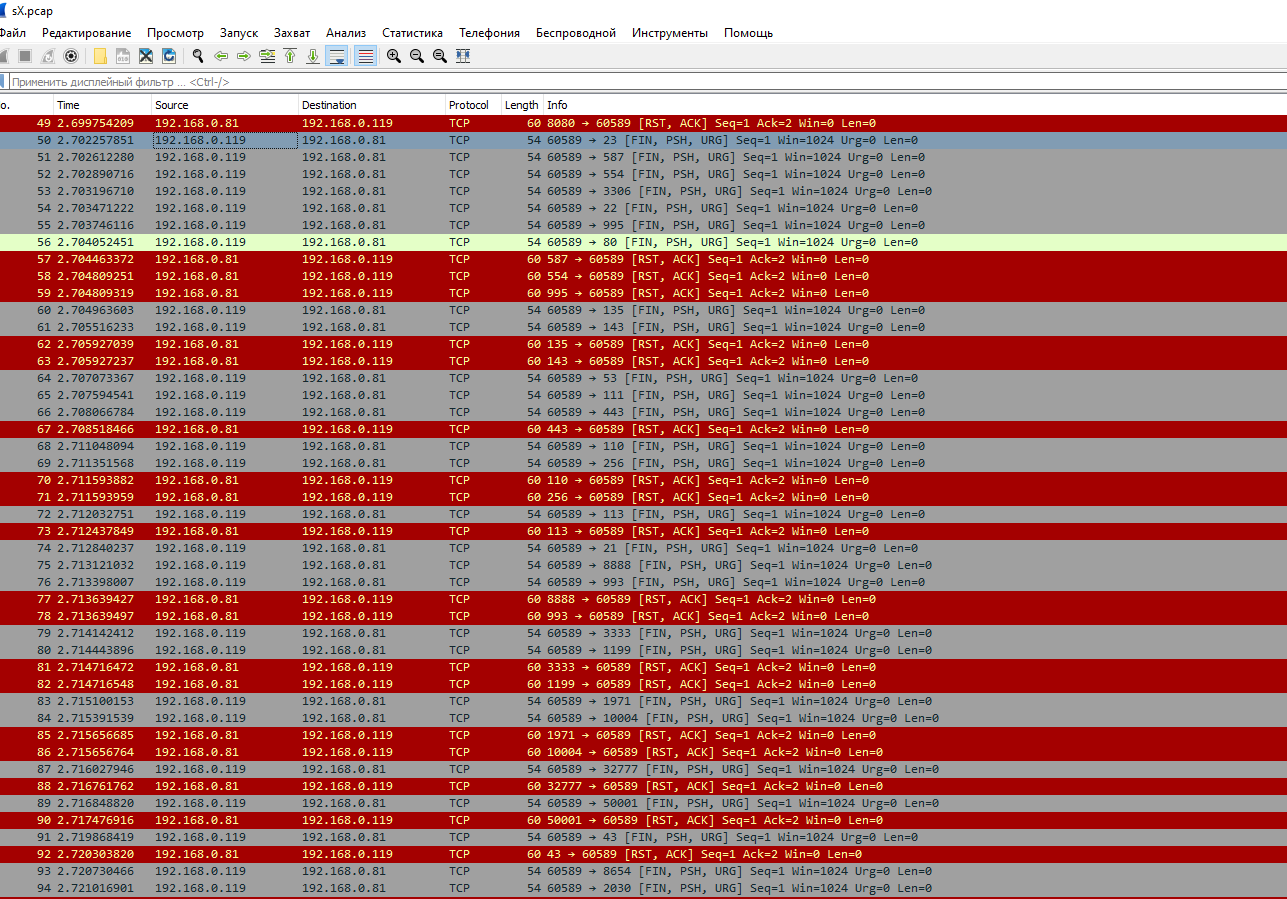 sX.pcap
Файл Редактирование Просмотр Запуск Захват Анализ Статистика Телефония Беспроводной Инструменты Помощь
Применить дисплейный фильтр ... <Ctrl-/>
o. Time Source Destination Protocol Length Info
49 2.699754209 192.168.0.81 192.168.0.119 TCP 60 8080 → 60589 [RST, ACK] Seq=1 Ack=2 Win=0 Len=0
50 2.702257851 192.168.0.119 192.168.0.81 TCP 54 60589 → 23 [FIN, PSH, URG] Seq=1 Win=1024 Urg=0 Len=0
51 2.702612280 192.168.0.119 192.168.0.81 TCP 54 60589 → 587 [FIN, PSH, URG] Seq=1 Win=1024 Urg=0 Len=0
52 2.702890716 192.168.0.119 192.168.0.81 TCP 54 60589 → 554 [FIN, PSH, URG] Seq=1 Win=1024 Urg=0 Len=0
53 2.703196710 192.168.0.119 192.168.0.81 TCP 54 60589 → 3306 [FIN, PSH, URG] Seq=1 Win=1024 Urg=0 Len=0
54 2.703471222 192.168.0.119 192.168.0.81 TCP 54 60589 → 22 [FIN, PSH, URG] Seq=1 Win=1024 Urg=0 Len=0
55 2.703746116 192.168.0.119 192.168.0.81 TCP 54 60589 → 995 [FIN, PSH, URG] Seq=1 Win=1024 Urg=0 Len=0
56 2.704052451 192.168.0.119 192.168.0.81 TCP 54 60589 → 80 [FIN, PSH, URG] Seq=1 Win=1024 Urg=0 Len=0
57 2.704463372 192.168.0.81 192.168.0.119 TCP 60 587 → 60589 [RST, ACK] Seq=1 Ack=2 Win=0 Len=0
58 2.704809251 192.168.0.81 192.168.0.119 TCP 60 554 → 60589 [RST, ACK] Seq=1 Ack=2 Win=0 Len=0
59 2.704809319 192.168.0.81 192.168.0.119 TCP 60 995 → 60589 [RST, ACK] Seq=1 Ack=2 Win=0 Len=0
60 2.704963603 192.168.0.119 192.168.0.81 TCP 54 60589 → 135 [FIN, PSH, URG] Seq=1 Win=1024 Urg=0 Len=0
61 2.705516233 192.168.0.119 192.168.0.81 TCP 54 60589 → 143 [FIN, PSH, URG] Seq=1 Win=1024 Urg=0 Len=0
62 2.705927039 192.168.0.81 192.168.0.119 TCP 60 135 → 60589 [RST, ACK] Seq=1 Ack=2 Win=0 Len=0
63 2.705927237 192.168.0.81 192.168.0.119 TCP 60 143 → 60589 [RST, ACK] Seq=1 Ack=2 Win=0 Len=0
64 2.707073367 192.168.0.119 192.168.0.81 TCP 54 60589 → 53 [FIN, PSH, URG] Seq=1 Win=1024 Urg=0 Len=0
65 2.707594541 192.168.0.119 192.168.0.81 TCP 54 60589 → 111 [FIN, PSH, URG] Seq=1 Win=1024 Urg=0 Len=0
66 2.708066784 192.168.0.119 192.168.0.81 TCP 54 60589 → 443 [FIN, PSH, URG] Seq=1 Win=1024 Urg=0 Len=0
67 2.708518466 192.168.0.81 192.168.0.119 TCP 60 443 → 60589 [RST, ACK] Seq=1 Ack=2 Win=0 Len=0
68 2.711048094 192.168.0.119 192.168.0.81 TCP 54 60589 → 110 [FIN, PSH, URG] Seq=1 Win=1024 Urg=0 Len=0
69 2.711351568 192.168.0.119 192.168.0.81 TCP 54 60589 → 256 [FIN, PSH, URG] Seq=1 Win=1024 Urg=0 Len=0
70 2.711593882 192.168.0.81 192.168.0.119 TCP 60 110 → 60589 [RST, ACK] Seq=1 Ack=2 Win=0 Len=0
71 2.711593959 192.168.0.81 192.168.0.119 TCP 60 256 → 60589 [RST, ACK] Seq=1 Ack=2 Win=0 Len=0
72 2.712032751 192.168.0.119 192.168.0.81 TCP 54 60589 → 113 [FIN, PSH, URG] Seq=1 Win=1024 Urg=0 Len=0
73 2.712437849 192.168.0.81 192.168.0.119 TCP 60 113 → 60589 [RST, ACK] Seq=1 Ack=2 Win=0 Len=0
74 2.712840237 192.168.0.119 192.168.0.81 TCP 54 60589 → 21 [FIN, PSH, URG] Seq=1 Win=1024 Urg=0 Len=0
75 2.713121032 192.168.0.119 192.168.0.81 TCP 54 60589 → 8888 [FIN, PSH, URG] Seq=1 Win=1024 Urg=0 Len=0
76 2.713398007 192.168.0.119 192.168.0.81 TCP 54 60589 → 993 [FIN, PSH, URG] Seq=1 Win=1024 Urg=0 Len=0
77 2.713639427 192.168.0.81 192.168.0.119 TCP 60 8888 → 60589 [RST, ACK] Seq=1 Ack=2 Win=0 Len=0
78 2.713639497 192.168.0.81 192.168.0.119 TCP 60 993 → 60589 [RST, ACK] Seq=1 Ack=2 Win=0 Len=0
79 2.714142412 192.168.0.119 192.168.0.81 TCP 54 60589 → 3333 [FIN, PSH, URG] Seq=1 Win=1024 Urg=0 Len=0
80 2.714443896 192.168.0.119 192.168.0.81 TCP 54 60589 → 1199 [FIN, PSH, URG] Seq=1 Win=1024 Urg=0 Len=0
81 2.714716472 192.168.0.81 192.168.0.119 TCP 60 3333 → 60589 [RST, ACK] Seq=1 Ack=2 Win=0 Len=0
82 2.714716548 192.168.0.81 192.168.0.119 TCP 60 1199 → 60589 [RST, ACK] Seq=1 Ack=2 Win=0 Len=0
83 2.715100153 192.168.0.119 192.168.0.81 TCP 54 60589 → 1971 [FIN, PSH, URG] Seq=1 Win=1024 Urg=0 Len=0
84 2.715391539 192.168.0.119 192.168.0.81 TCP 54 60589 → 10004 [FIN, PSH, URG] Seq=1 Win=1024 Urg=0 Len=0
85 2.715656685 192.168.0.81 192.168.0.119 TCP 60 1971 → 60589 [RST, ACK] Seq=1 Ack=2 Win=0 Len=0
86 2.715656764 192.168.0.81 192.168.0.119 TCP 60 10004 → 60589 [RST, ACK] Seq=1 Ack=2 Win=0 Len=0
87 2.716027946 192.168.0.119 192.168.0.81 TCP 54 60589 → 32777 [FIN, PSH, URG] Seq=1 Win=1024 Urg=0 Len=0
88 2.716761762 192.168.0.81 192.168.0.119 TCP 60 32777 → 60589 [RST, ACK] Seq=1 Ack=2 Win=0 Len=0
89 2.716848820 192.168.0.119 192.168.0.81 TCP 54 60589 → 50001 [FIN, PSH, URG] Seq=1 Win=1024 Urg=0 Len=0
90 2.717476916 192.168.0.81 192.168.0.119 TCP 60 50001 → 60589 [RST, ACK] Seq=1 Ack=2 Win=0 Len=0
91 2.719868419 192.168.0.119 192.168.0.81 TCP 54 60589 → 43 [FIN, PSH, URG] Seq=1 Win=1024 Urg=0 Len=0
92 2.720303820 192.168.0.81 192.168.0.119 TCP 60 43 → 60589 [RST, ACK] Seq=1 Ack=2 Win=0 Len=0
93 2.720730466 192.168.0.119 192.168.0.81 TCP 54 60589 → 8654 [FIN, PSH, URG] Seq=1 Win=1024 Urg=0 Len=0
94 2.721016901 192.168.0.119 192.168.0.81 TCP 54 60589 → 2030 [FIN, PSH, URG] Seq=1 Win=1024 Urg=0 Len=0